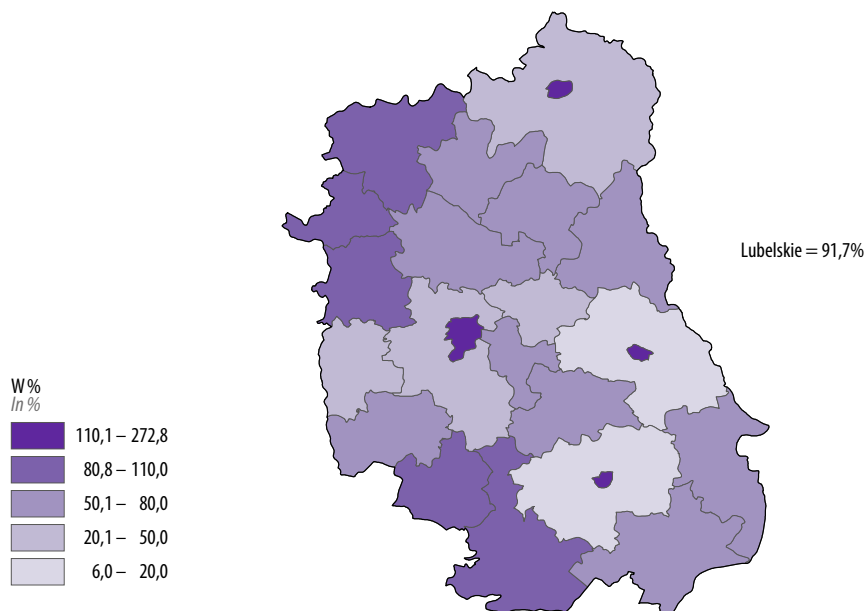 Lubelskie = 91,7%
W %
In %
110,1 – 272,8
80,8 – 110,0
50,1 – 80,0
20,1 – 50,0
6,0 – 20,0